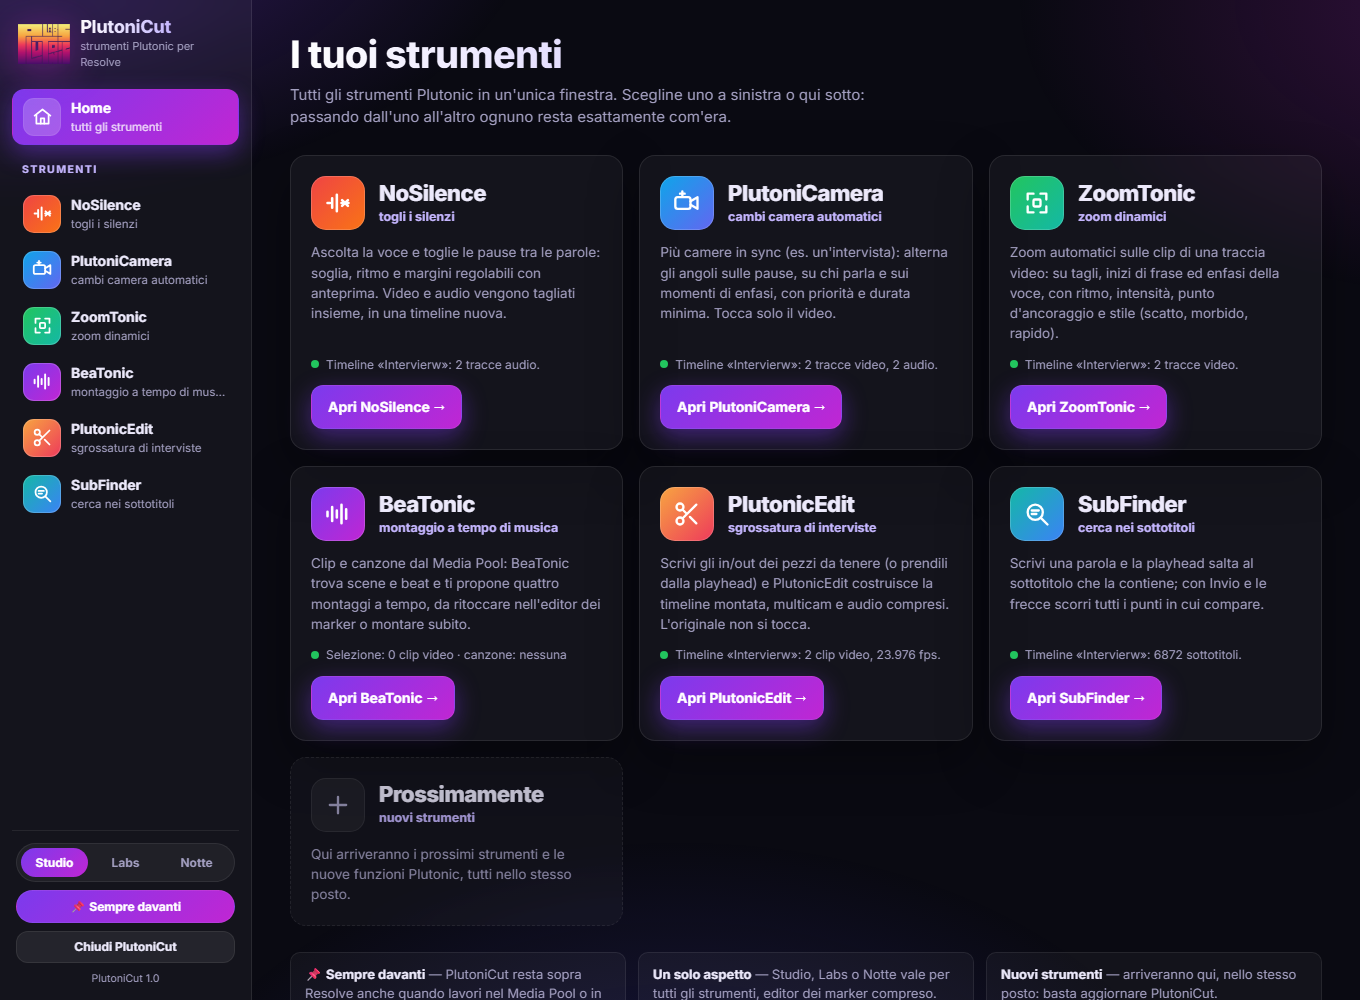 PlutoniCut
strumenti Plutonic per
Resolve
Home
tutti gli strumenti
STRUMENTI
NoSilence
togli i silenzi
PlutoniCamera
cambi camera automatici
ZoomTonic
zoom dinamici
BeaTonic
montaggio a tempo di mus...
PlutonicEdit
sgrossatura di interviste
SubFinder
cerca nei sottotitoli
Studio Labs Notte
📌 Sempre davanti
Chiudi PlutoniCut
PlutoniCut 1.0
I tuoi strumenti
Tutti gli strumenti Plutonic in un'unica finestra. Scegline uno a sinistra o qui sotto:
passando dall'uno all'altro ognuno resta esattamente com'era.
NoSilence
togli i silenzi
Ascolta la voce e toglie le pause tra le parole:
soglia, ritmo e margini regolabili con
anteprima. Video e audio vengono tagliati
insieme, in una timeline nuova.
Timeline «Intervierw»: 2 tracce audio.
Apri NoSilence →
PlutoniCamera
cambi camera automatici
Più camere in sync (es. un'intervista): alterna
gli angoli sulle pause, su chi parla e sui
momenti di enfasi, con priorità e durata
minima. Tocca solo il video.
Timeline «Intervierw»: 2 tracce video, 2 audio.
Apri PlutoniCamera →
ZoomTonic
zoom dinamici
Zoom automatici sulle clip di una traccia
video: su tagli, inizi di frase ed enfasi della
voce, con ritmo, intensità, punto
d'ancoraggio e stile (scatto, morbido,
rapido).
Timeline «Intervierw»: 2 tracce video.
Apri ZoomTonic →
BeaTonic
montaggio a tempo di musica
Clip e canzone dal Media Pool: BeaTonic
trova scene e beat e ti propone quattro
montaggi a tempo, da ritoccare nell'editor dei
marker o montare subito.
Selezione: 0 clip video · canzone: nessuna
Apri BeaTonic →
PlutonicEdit
sgrossatura di interviste
Scrivi gli in/out dei pezzi da tenere (o prendili
dalla playhead) e PlutonicEdit costruisce la
timeline montata, multicam e audio compresi.
L'originale non si tocca.
Timeline «Intervierw»: 2 clip video, 23.976 fps.
Apri PlutonicEdit →
SubFinder
cerca nei sottotitoli
Scrivi una parola e la playhead salta al
sottotitolo che la contiene; con Invio e le
frecce scorri tutti i punti in cui compare.
Timeline «Intervierw»: 6872 sottotitoli.
Apri SubFinder →
Prossimamente
nuovi strumenti
Qui arriveranno i prossimi strumenti e le
nuove funzioni Plutonic, tutti nello stesso
posto.
📌 Sempre davanti — PlutoniCut resta sopra
Resolve anche quando lavori nel Media Pool o in
Un solo aspetto — Studio, Labs o Notte vale per
tutti gli strumenti, editor dei marker compreso.
Nuovi strumenti — arriveranno qui, nello stesso
posto: basta aggiornare PlutoniCut.